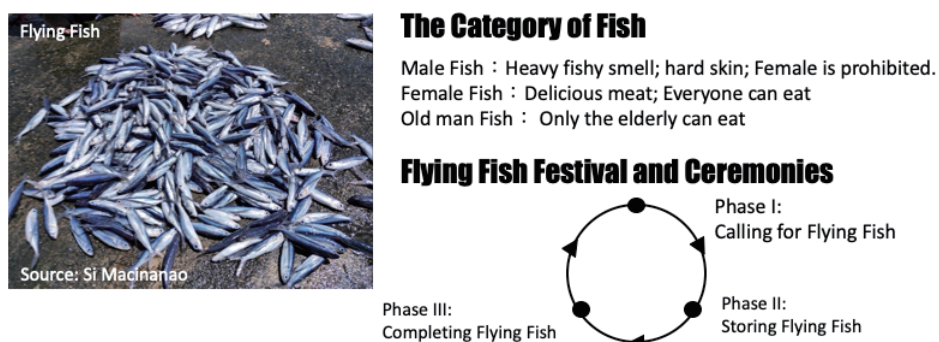 Flying Fish
Source: Si Macinanao
The Category of Fish
Male Fish：Heavy fishy smell; hard skin; Female is prohibited.
Female Fish：Delicious meat; Everyone can eat
Old man Fish： Only the elderly can eat
Flying Fish Festival and Ceremonies
Phase I:
Calling for Flying Fish
Phase II:
Storing Flying Fish
Phase III:
Completing Flying Fish